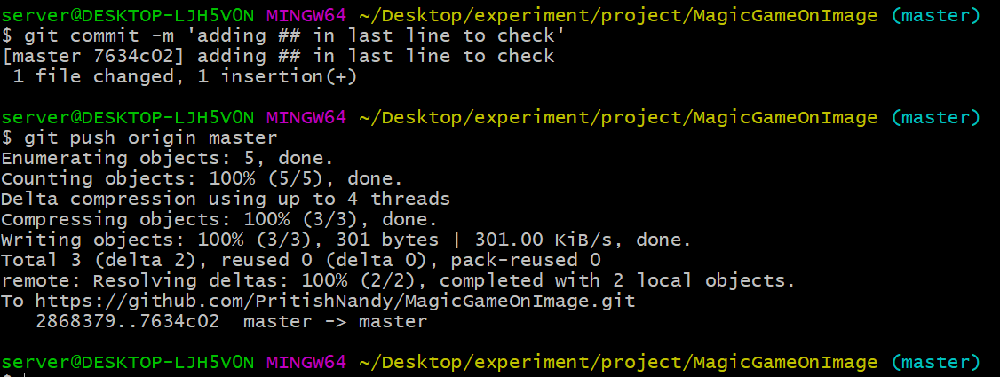 server@DESKTOP-LJH5V0N MINGW64 ~/Desktop/experiment/project/MagicGameOnImage (master)
$ git commit -m 'adding ## in last line to check'
[master 7634c02] adding ## in last line to check
 1 file changed, 1 insertion(+)

server@DESKTOP-LJH5V0N MINGW64 ~/Desktop/experiment/project/MagicGameOnImage (master)
$ git push origin master
Enumerating objects: 5, done.
Counting objects: 100% (5/5), done.
Delta compression using up to 4 threads
Compressing objects: 100% (3/3), done.
Writing objects: 100% (3/3), 301 bytes | 301.00 KiB/s, done.
Total 3 (delta 2), reused 0 (delta 0), pack-reused 0
remote: Resolving deltas: 100% (2/2), completed with 2 local objects.
To https://github.com/PritishNandy/MagicGameOnImage.git
   2868379..7634c02  master -> master

server@DESKTOP-LJH5V0N MINGW64 ~/Desktop/experiment/project/MagicGameOnImage (master)
$